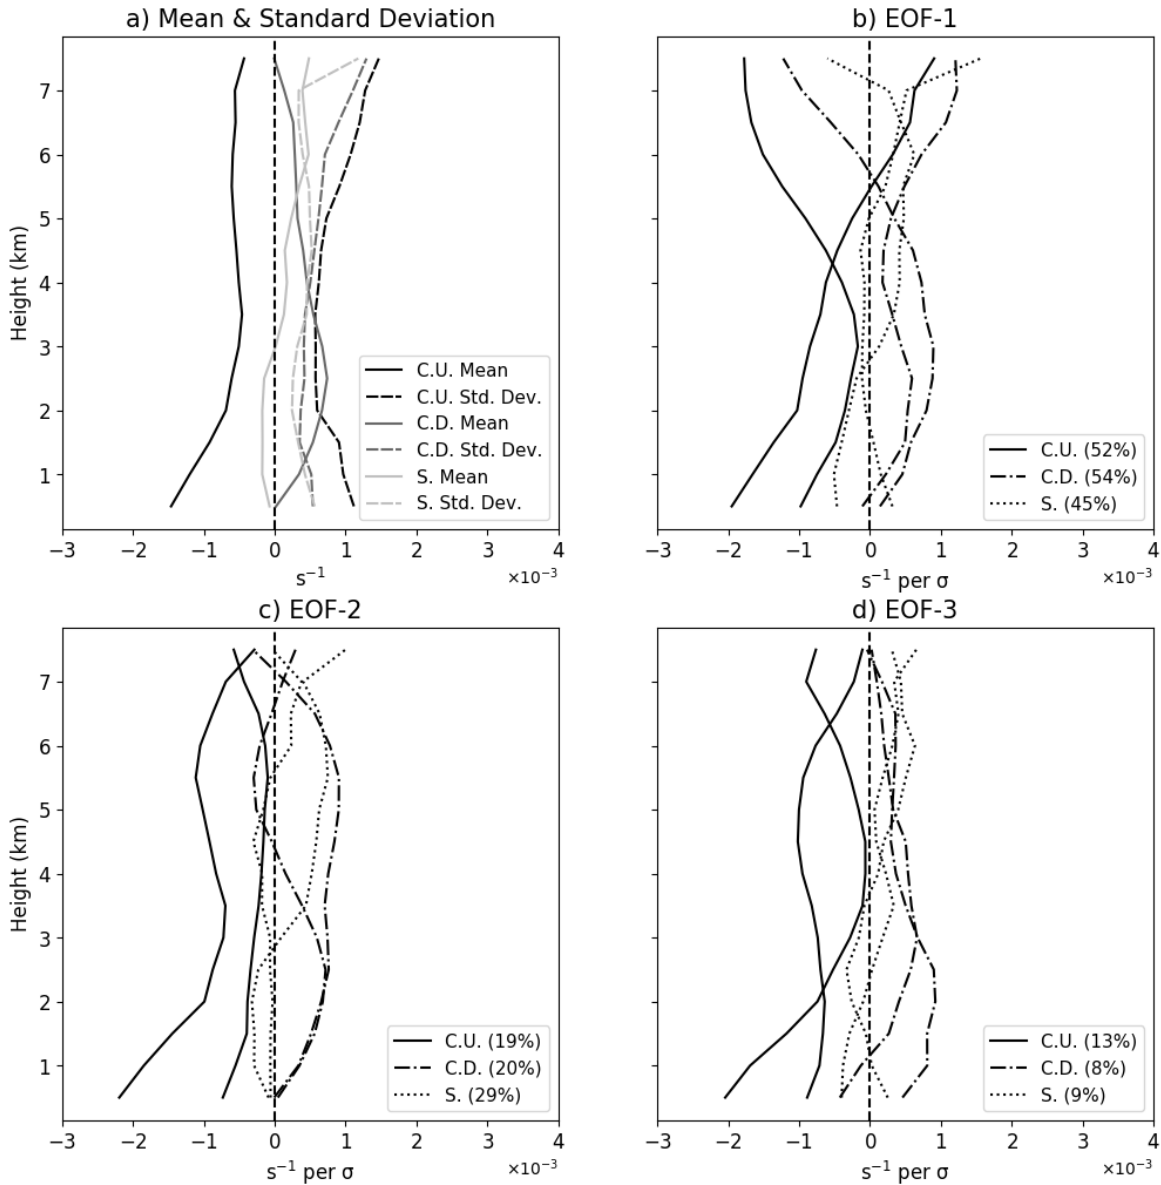 a) Mean & Standard Deviation
7
6
5
4
3
2
1
Height (km)
C.U. Mean
C.U. Std. Dev.
C.D. Mean
C.D. Std. Dev.
S. Mean
S. Std. Dev.
−3 −2 −1 0 1 2 3 4
s⁻¹
×10⁻³
b) EOF-1
C.U. (52%)
C.D. (54%)
S. (45%)
−3 −2 −1 0 1 2 3 4
s⁻¹ per σ
×10⁻³
c) EOF-2
7
6
5
4
3
2
1
Height (km)
C.U. (19%)
C.D. (20%)
S. (29%)
−3 −2 −1 0 1 2 3 4
s⁻¹ per σ
×10⁻³
d) EOF-3
C.U. (13%)
C.D. (8%)
S. (9%)
−3 −2 −1 0 1 2 3 4
s⁻¹ per σ
×10⁻³